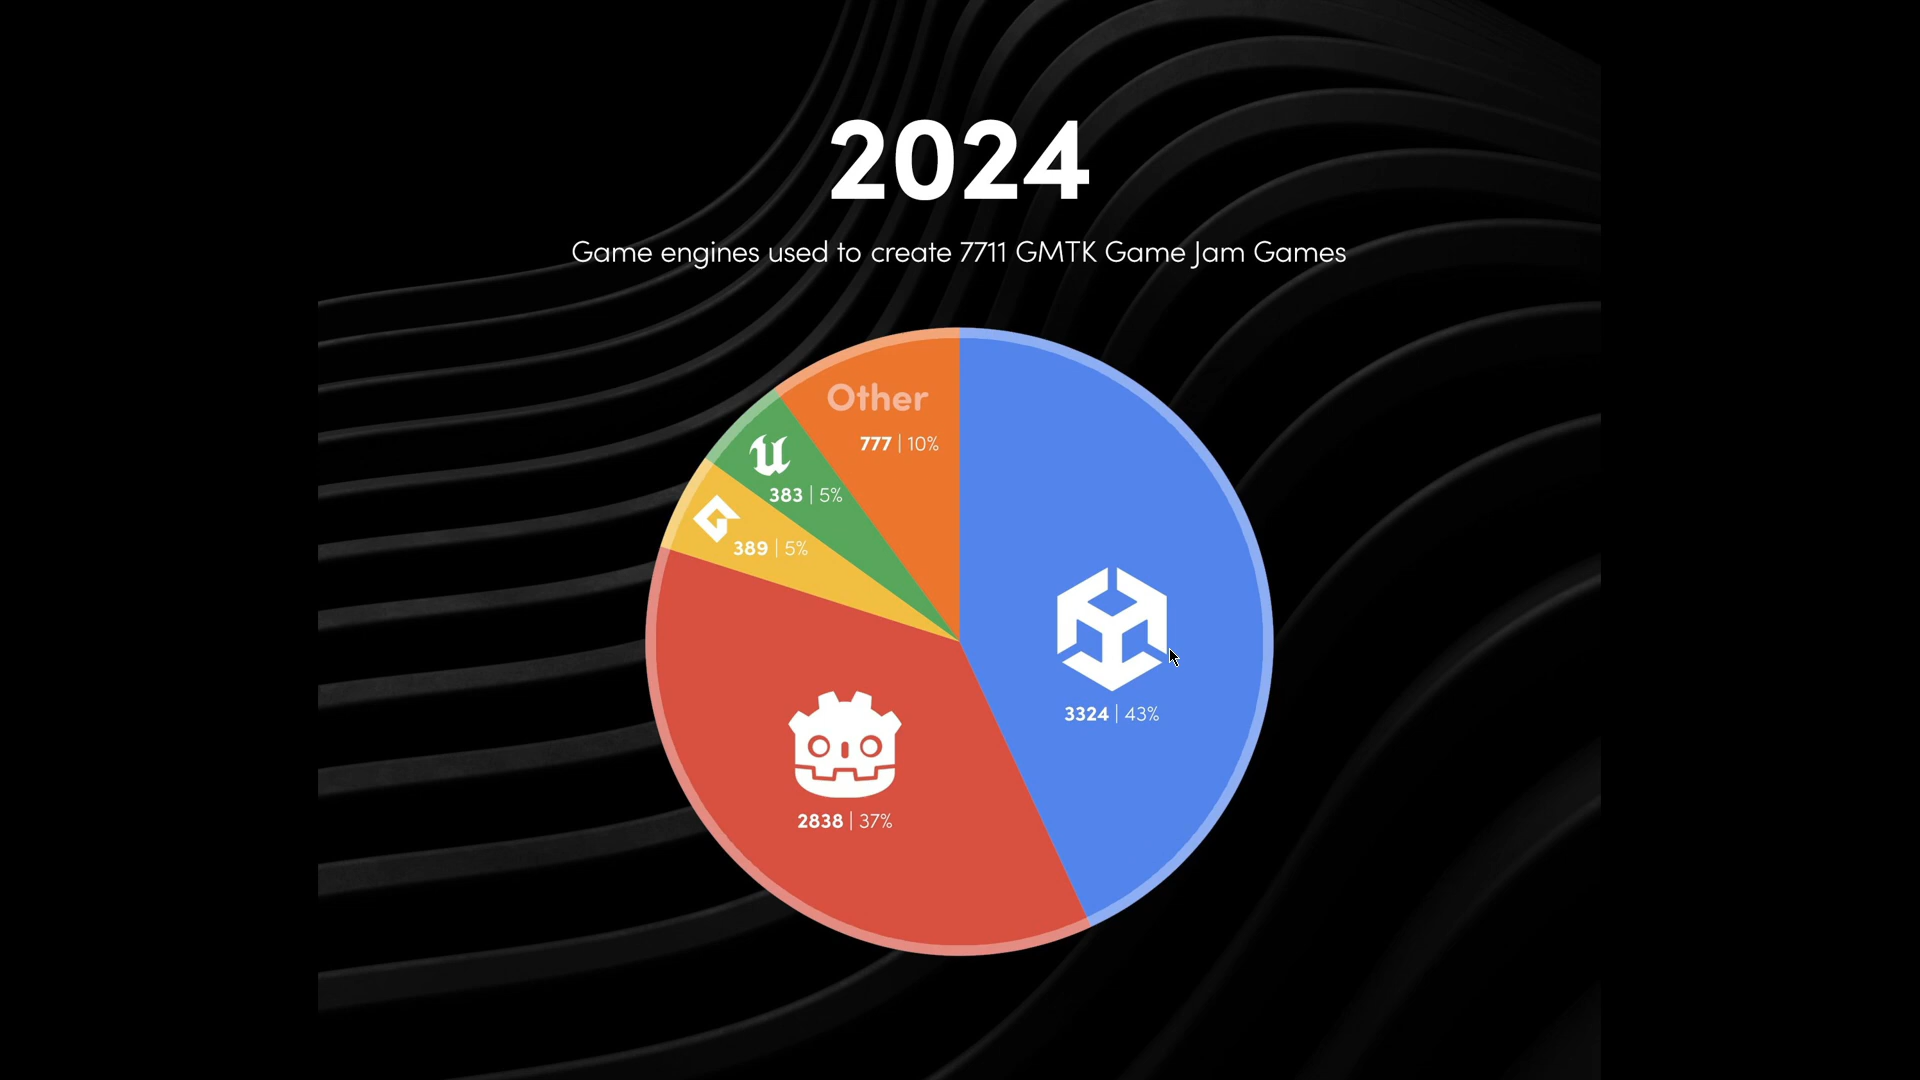 2024
Game engines used to create 7711 GMTK Game Jam Games
Other
777 | 10%
383 | 5%
389 | 5%
3324 | 43%
2838 | 37%